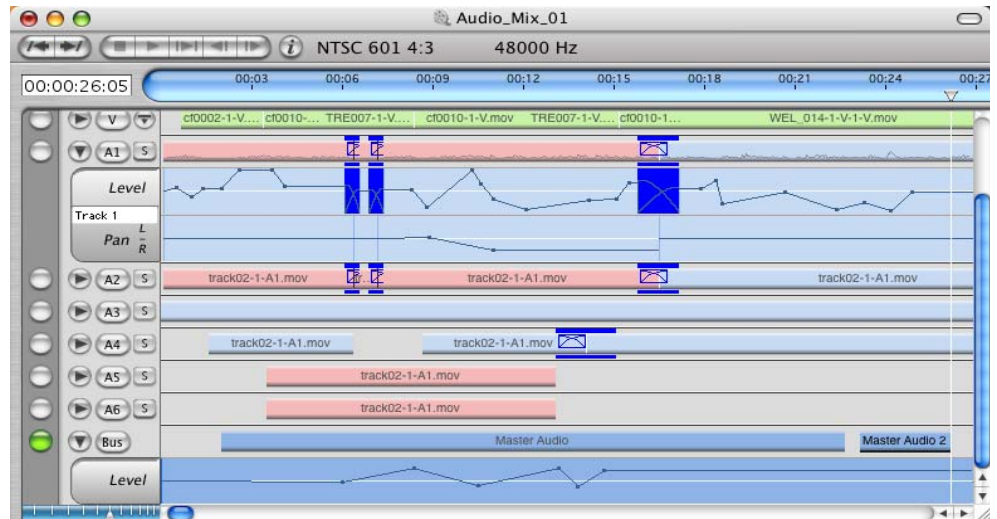 Audio_Mix_01
NTSC 601 4:3 48000 Hz
00:00:26:05 00:03 00:06 00:09 00:12 00:15 00:18 00:21 00:24 00:27
V cf0002-1-V.... cf0010-... TRE007-1-V.... cf0010-1-V.mov TRE007-1-V.... cf0010-1... WEL_014-1-V-1-V.mov
A1 S
Level
Track 1
Pan L - R
A2 S track02-1-A1.mov track02-1-A1.mov track02-1-A1.mov
A3 S
A4 S track02-1-A1.mov track02-1-A1.mov
A5 S track02-1-A1.mov
A6 S track02-1-A1.mov
Bus Master Audio Master Audio 2
Level